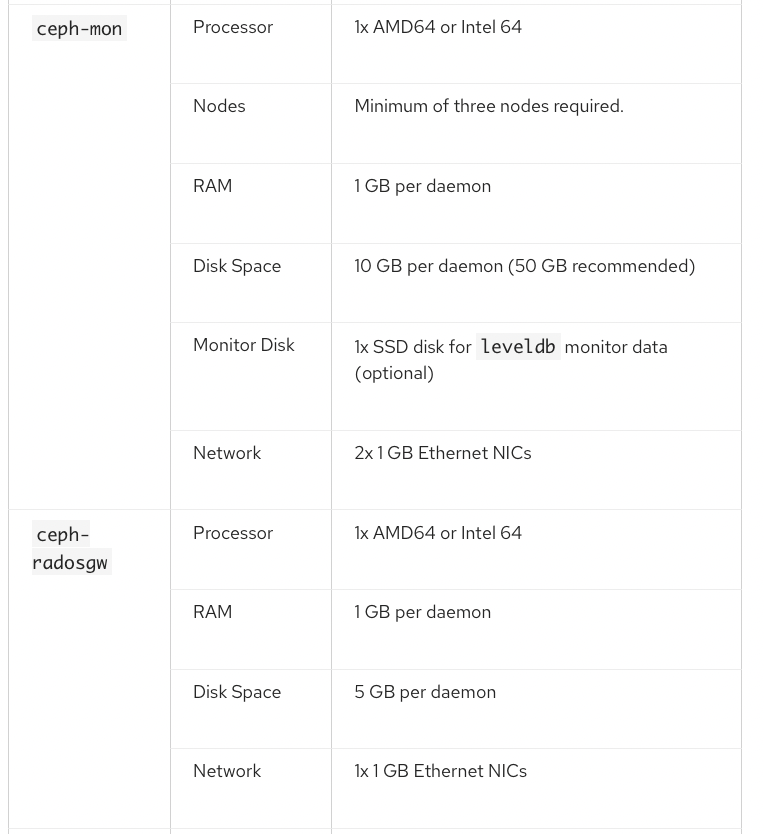 ceph-mon
Processor
1x AMD64 or Intel 64
Nodes
Minimum of three nodes required.
RAM
1 GB per daemon
Disk Space
10 GB per daemon (50 GB recommended)
Monitor Disk
1x SSD disk for leveldb monitor data
(optional)
Network
2x 1 GB Ethernet NICs
ceph-
radosgw
Processor
1x AMD64 or Intel 64
RAM
1 GB per daemon
Disk Space
5 GB per daemon
Network
1x 1 GB Ethernet NICs